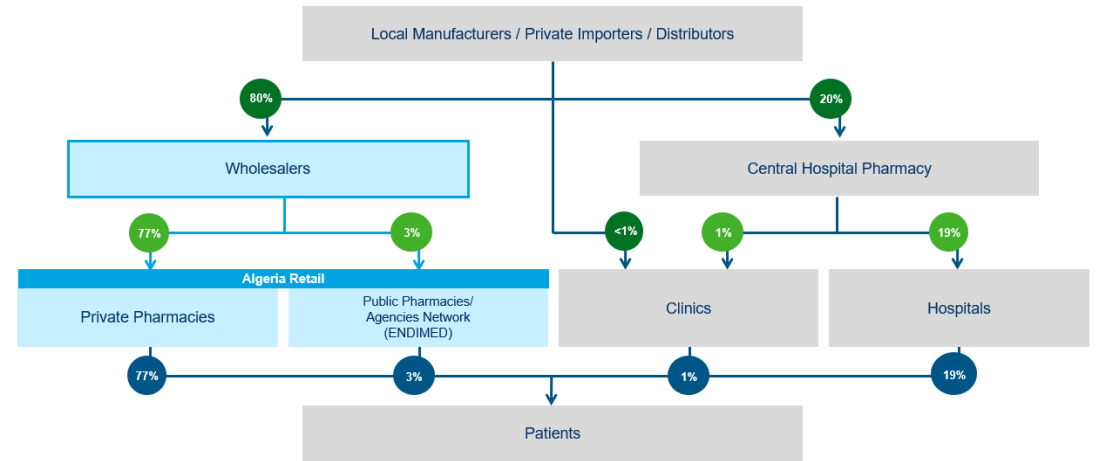 Local Manufacturers / Private Importers / Distributors
80%
20%
Wholesalers
Central Hospital Pharmacy
77%
3%
<1%
1%
19%
Algeria Retail
Private Pharmacies
Public Pharmacies/
Agencies Network
(ENDIMED)
Clinics
Hospitals
77%
3%
1%
19%
Patients